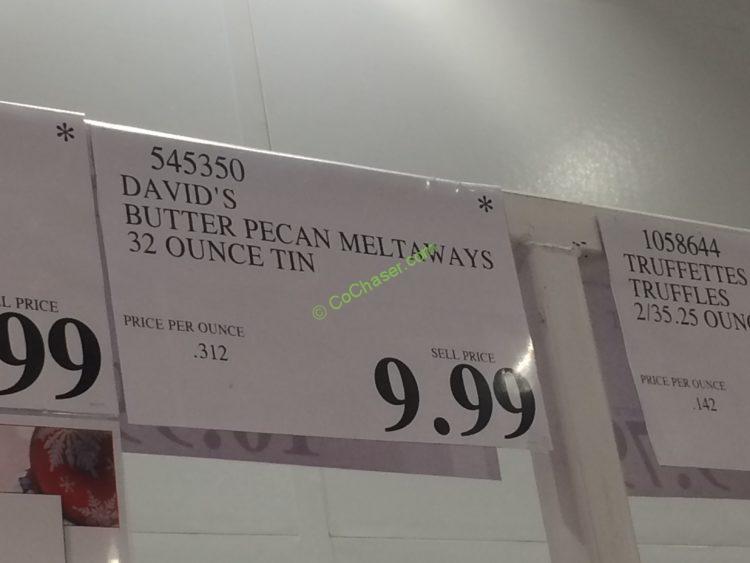 *
L PRICE
99
545350
*
DAVID'S
BUTTER PECAN MELTAWAYS
32 OUNCE TIN
© CoChaser.com
PRICE PER OUNCE
.312
SELL PRICE
9.99
1058644
TRUFFETTES
TRUFFLES
2/35.25 OUNC
PRICE PER OUNCE
.142